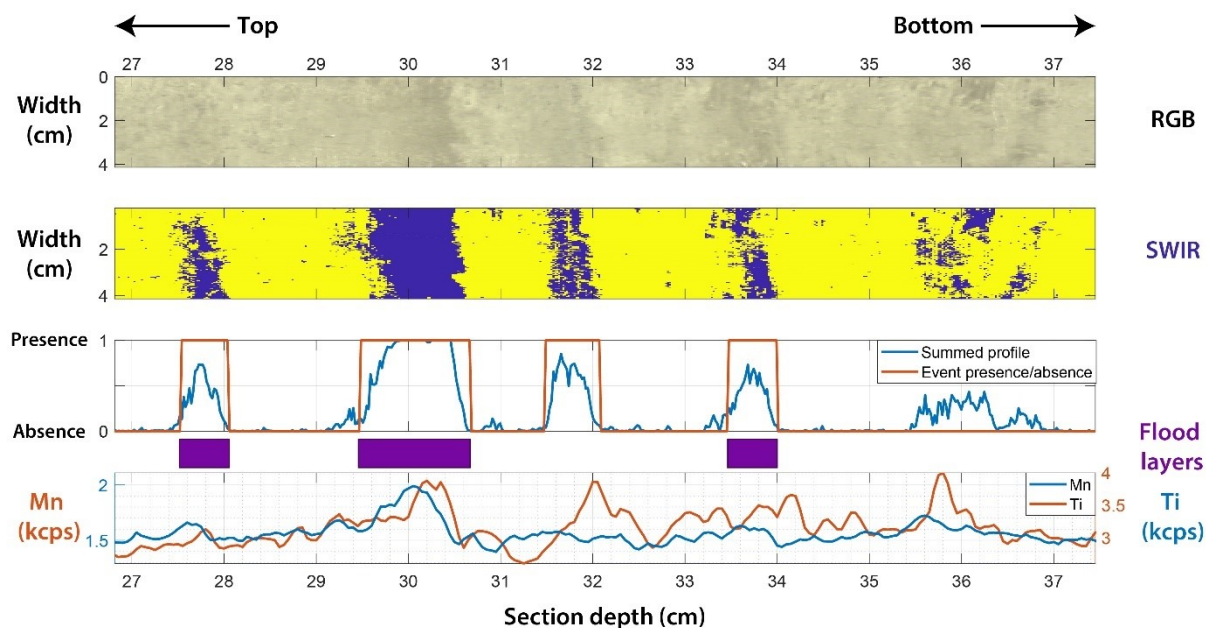 Top
Bottom
27 28 29 30 31 32 33 34 35 36 37
Width
(cm)
0
2
4
RGB
Width
(cm)
2
4
SWIR
Presence
Absence
1
0
Summed profile
Event presence/absence
Flood
layers
Mn
(kcps)
2
1.5
Mn
Ti
4
3.5
3
Ti
(kcps)
27 28 29 30 31 32 33 34 35 36 37
Section depth (cm)